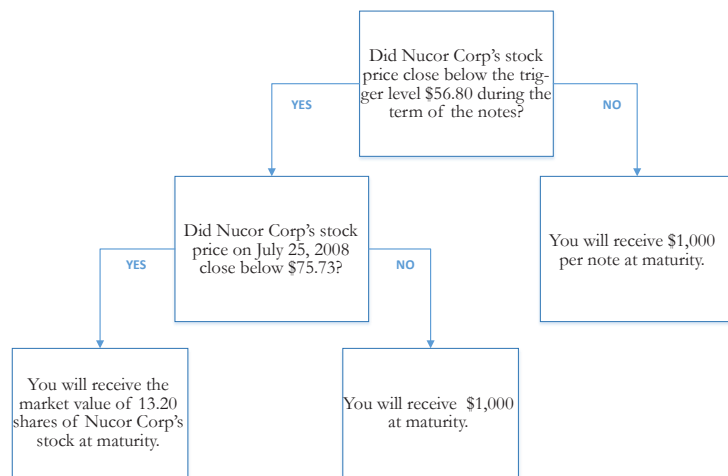 Did Nucor Corp's stock
price close below the trig-
ger level $56.80 during the
term of the notes?
YES
NO
Did Nucor Corp's stock
price on July 25, 2008
close below $75.73?
You will receive $1,000
per note at maturity.
YES
NO
You will receive the
market value of 13.20
shares of Nucor Corp's
stock at maturity.
You will receive $1,000
at maturity.